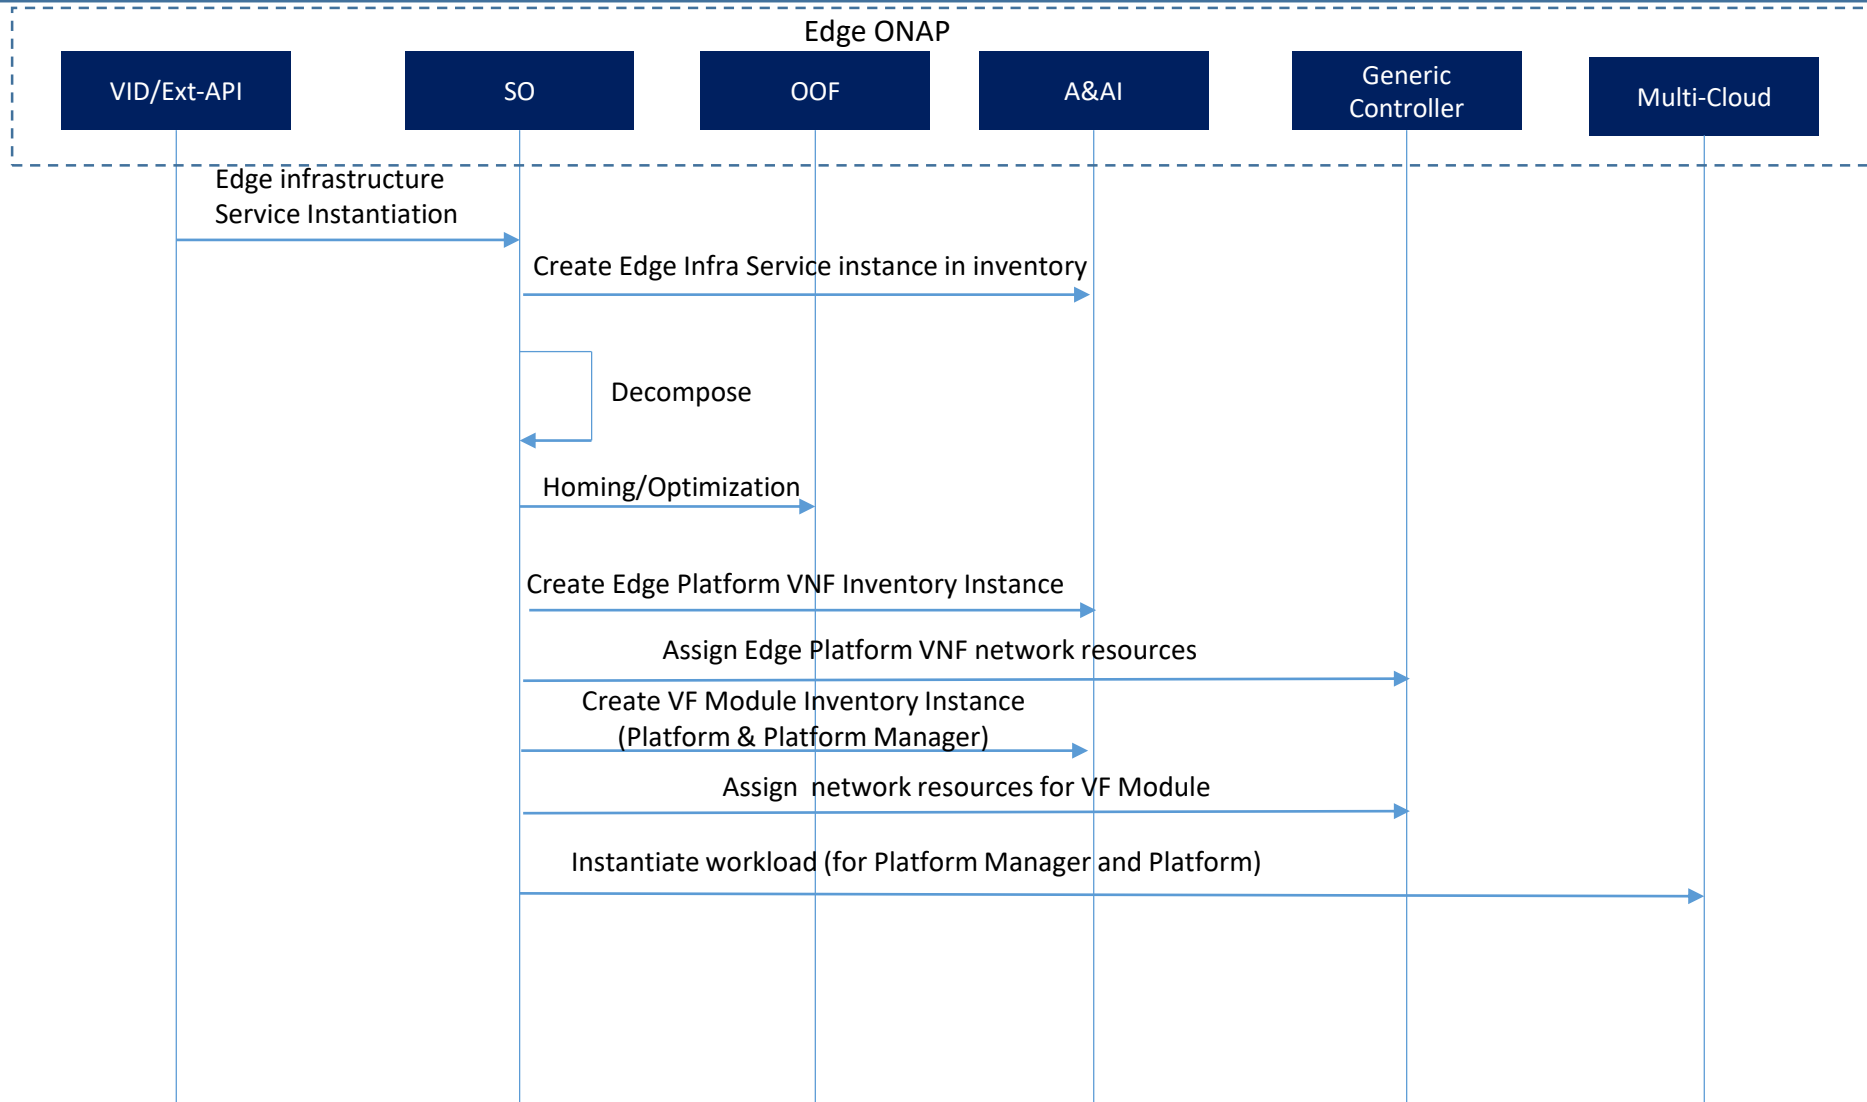 Edge ONAP
VID/Ext-API
SO
OOF
A&AI
Generic
Controller
Multi-Cloud
Edge infrastructure
Service Instantiation
Create Edge Infra Service instance in inventory
Decompose
Homing/Optimization
Create Edge Platform VNF Inventory Instance
Assign Edge Platform VNF network resources
Create VF Module Inventory Instance
(Platform & Platform Manager)
Assign  network resources for VF Module
Instantiate workload (for Platform Manager and Platform)